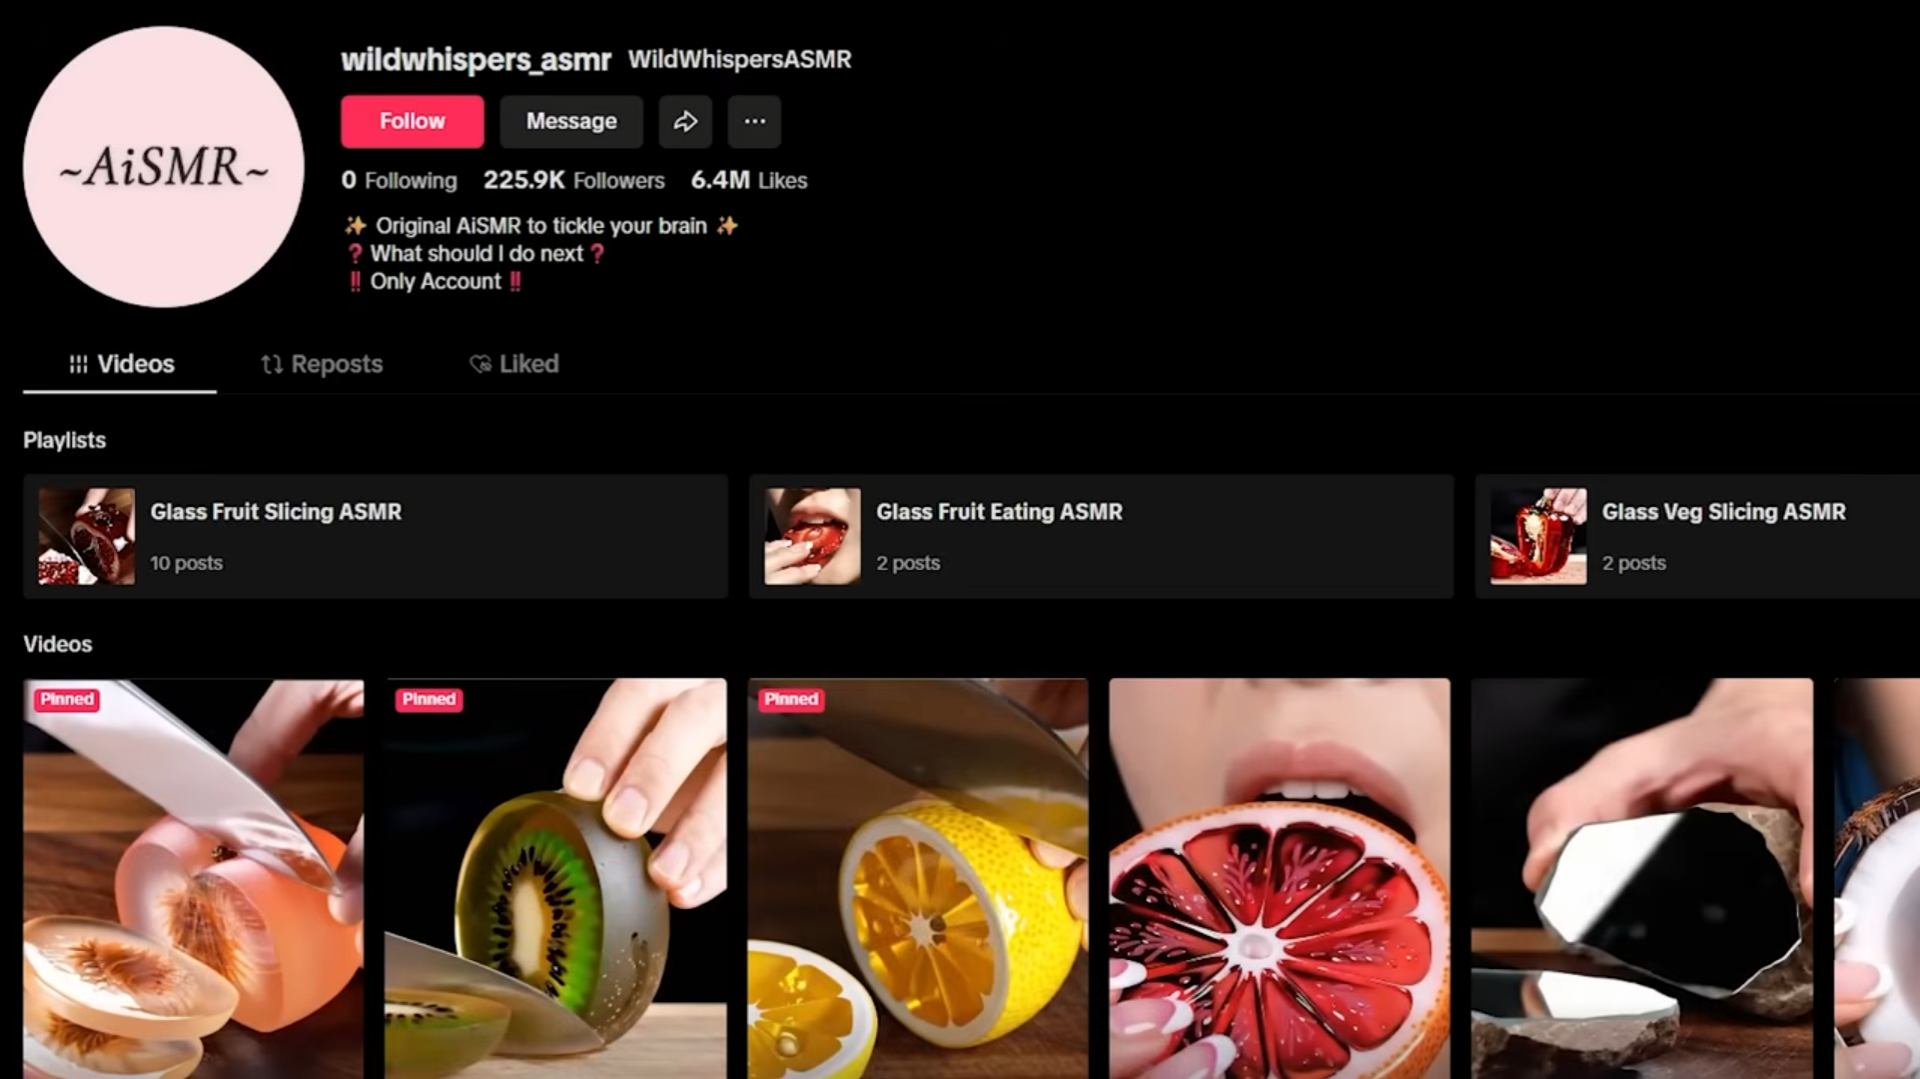 ~AiSMR~
wildwhispers_asmr WildWhispersASMR
Follow Message
0 Following 225.9K Followers 6.4M Likes
✨ Original AiSMR to tickle your brain ✨
❓ What should I do next ❓
‼️ Only Account ‼️
Videos Reposts Liked
Playlists
Glass Fruit Slicing ASMR
10 posts
Glass Fruit Eating ASMR
2 posts
Glass Veg Slicing ASMR
2 posts
Videos
Pinned
Pinned
Pinned